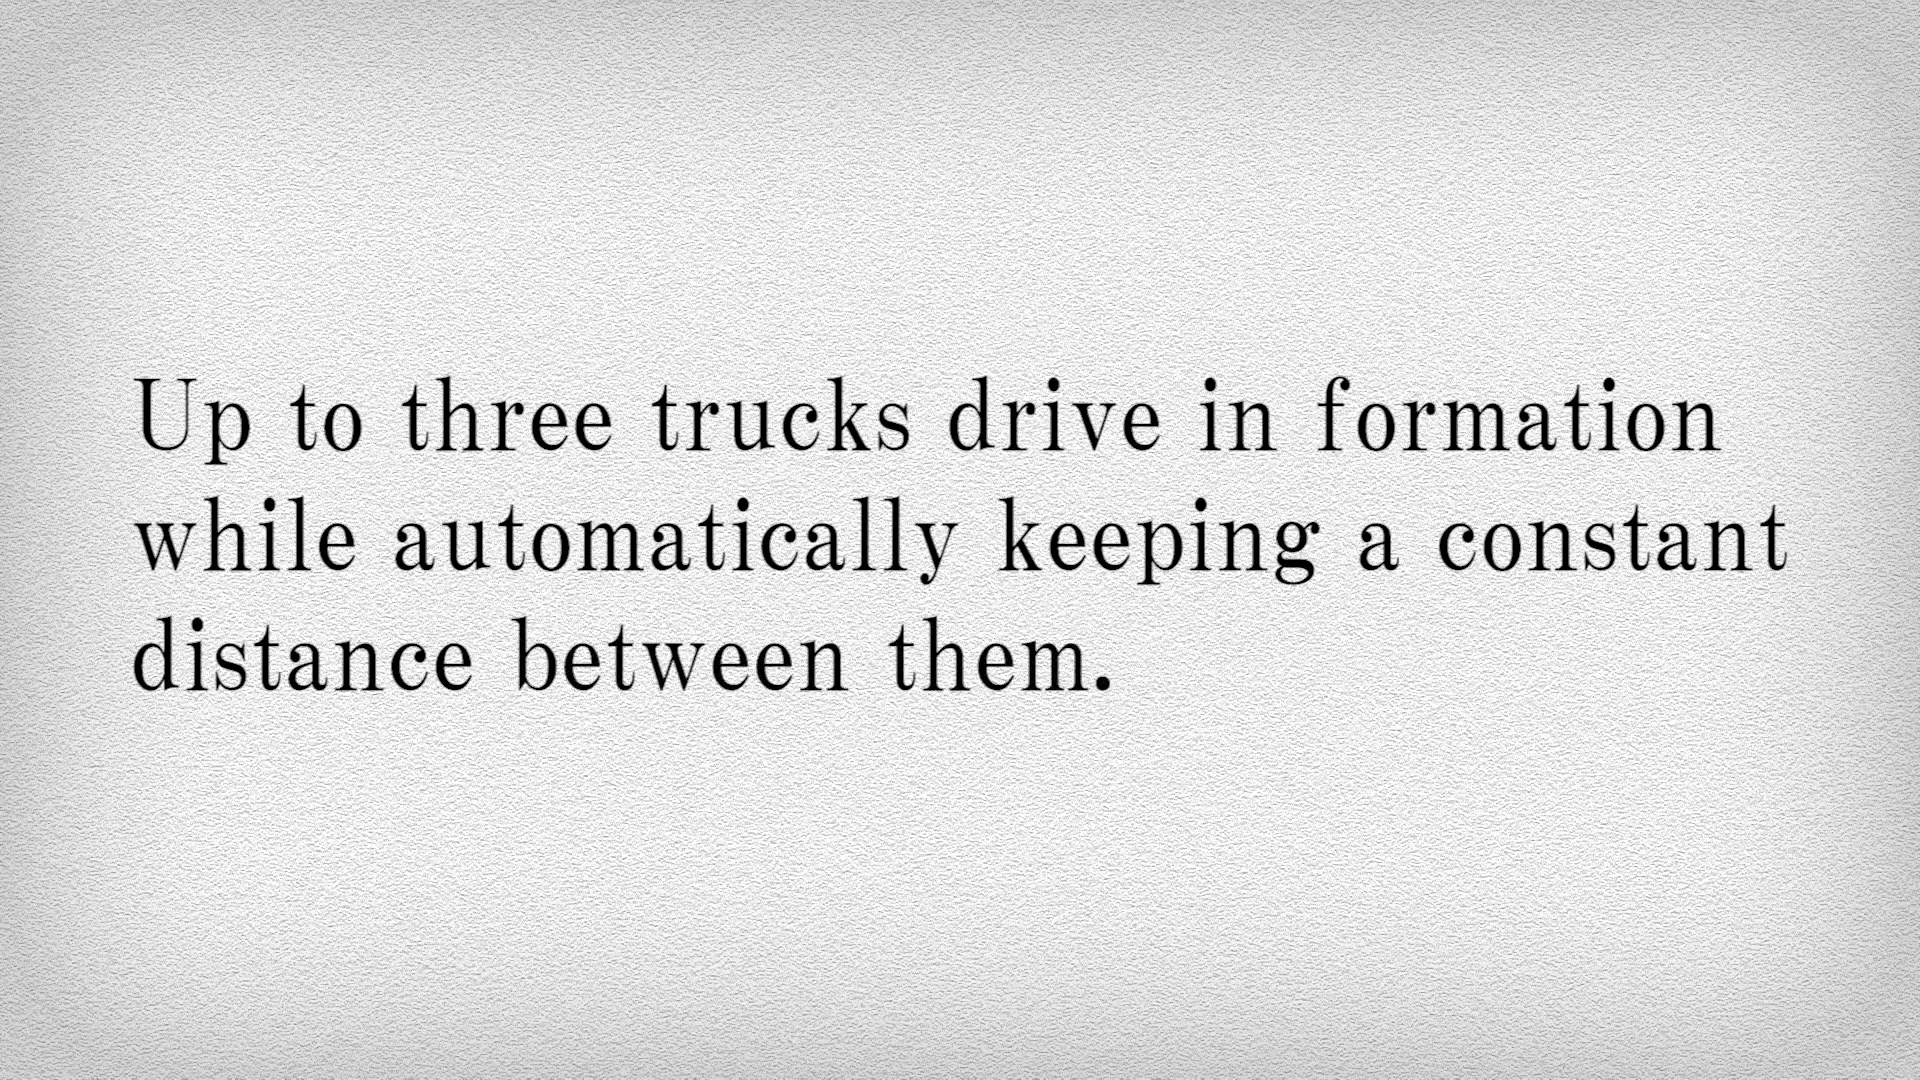 Up to three trucks drive in formation
while automatically keeping a constant
distance between them.